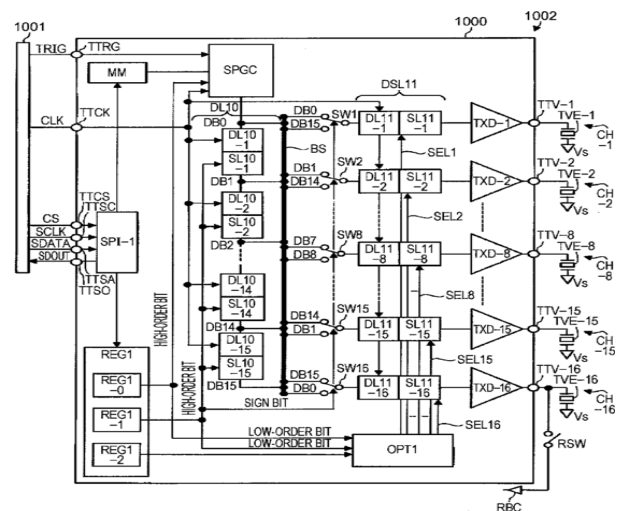 1001
1000
1002
TRIG
TTRG
MM
SPGC
CLK
TTCK
DL10
DB0
DL10
-1
SL10
-1
DB1
DL10
-2
SL10
-2
DB2
DL10
-14
SL10
-14
DB14
DL10
-15
SL10
-15
DB15
BS
DB0
DB15
SW1
DB1
DB14
SW2
DB7
DB8
SW8
DB14
DB1
SW15
DB15
DB0
SW16
DSL11
DL11
-1
SL11
-1
SEL1
DL11
-2
SL11
-2
SEL2
DL11
-8
SL11
-8
SEL8
DL11
-15
SL11
-15
SEL15
DL11
-16
SL11
-16
SEL16
TXD-1
TXD-2
TXD-8
TXD-15
TXD-16
TTV-1
TVE-1
CH
-1
Vs
TTV-2
TVE-2
CH
-2
Vs
TTV-8
TVE-8
CH
-8
Vs
TTV-15
TVE-15
CH
-15
Vs
TTV-16
TVE-16
CH
-16
Vs
RSW
RBC
CS
SCLK
SDATA
SDOUT
TTCS
TTSC
TTSA
TTSO
SPI-1
REG1
REG1
-0
REG1
-1
REG1
-2
HIGH-ORDER BIT
HIGH-ORDER BIT
SIGN BIT
LOW-ORDER BIT
LOW-ORDER BIT
OPT1